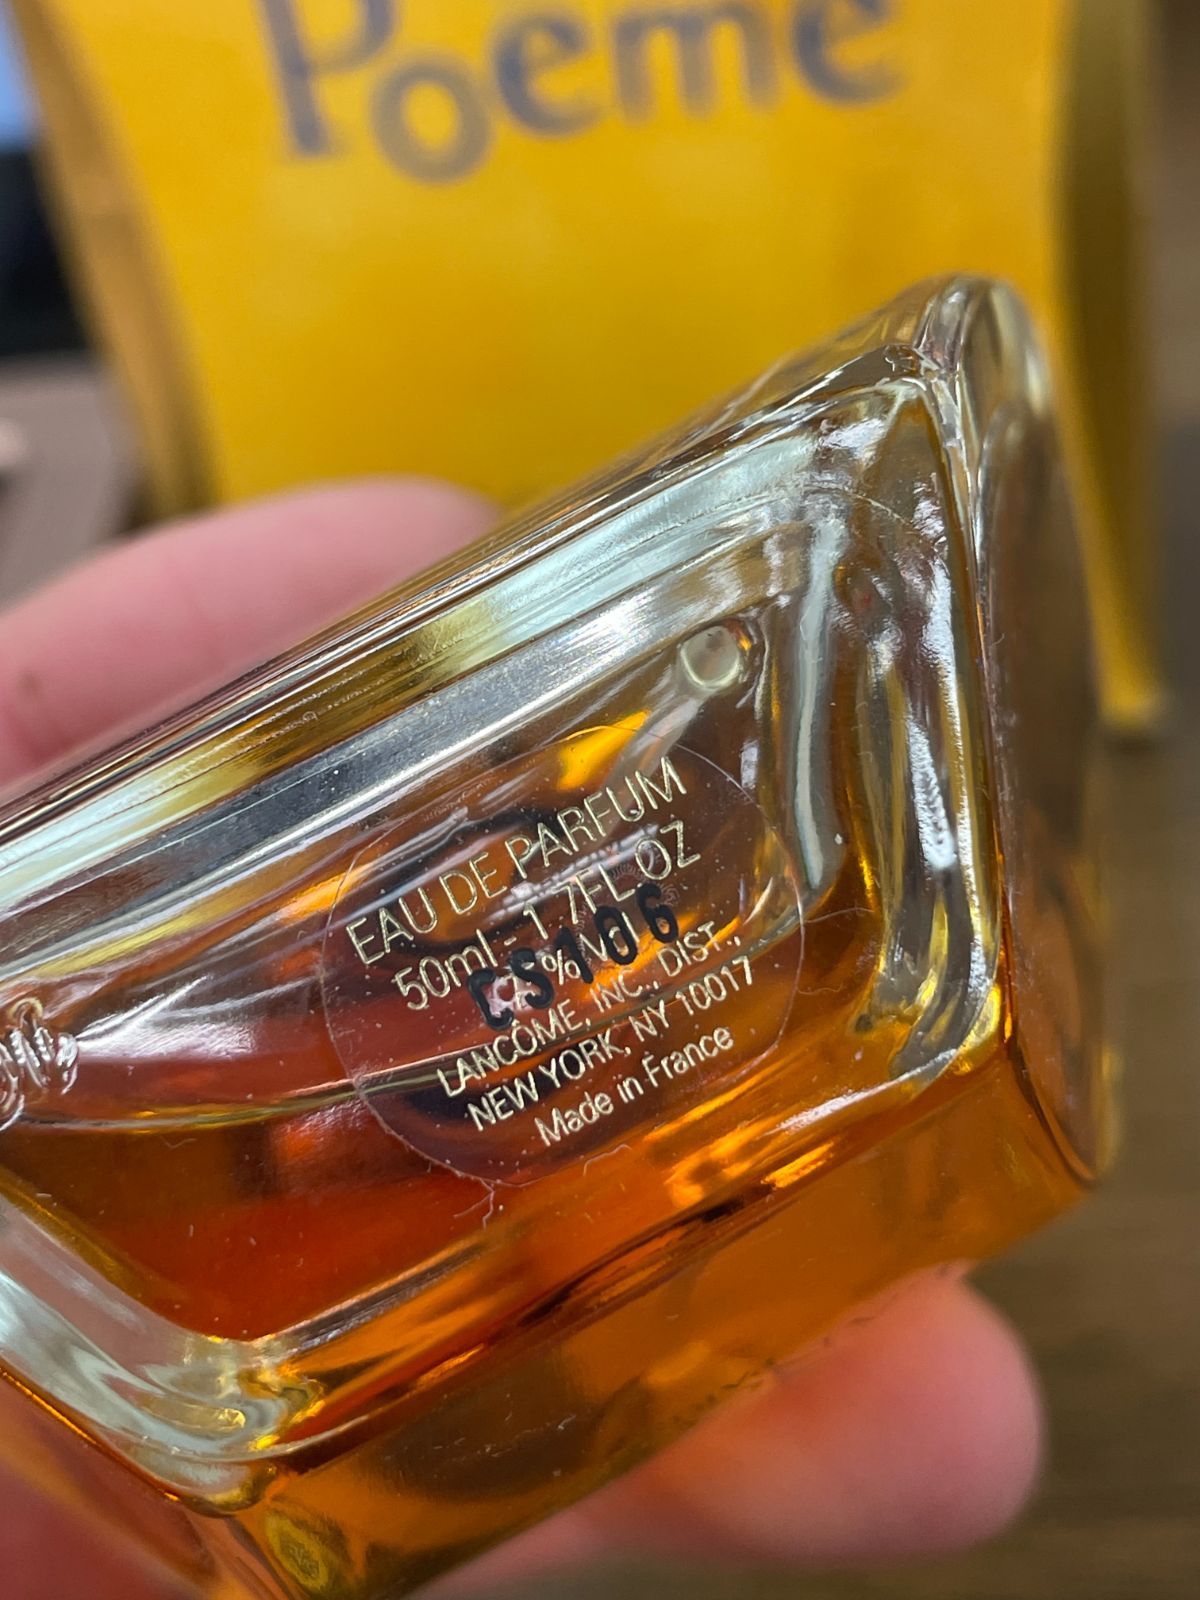 Poeme
EAU DE PARFUM
50ml - 1.7FL OZ
CS106
LANCÔME, INC., DIST.,
NEW YORK, NY 10017
Made in France